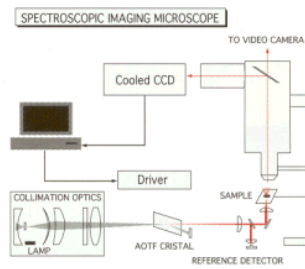 SPECTROSCOPIC IMAGING MICROSCOPE
TO VIDEO CAMERA
Cooled CCD
Driver
COLLIMATION OPTICS
SAMPLE
LAMP
AOTF CRISTAL
REFERENCE DETECTOR